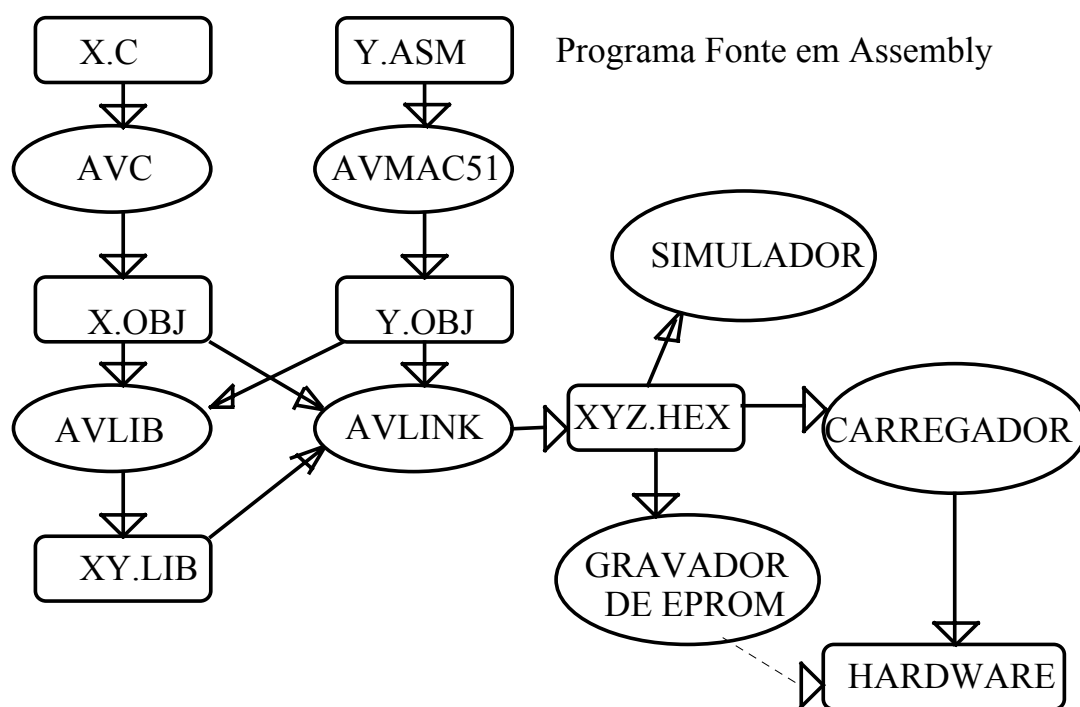 X.C
Y.ASM
Programa Fonte em Assembly
AVC
AVMAC51
SIMULADOR
X.OBJ
Y.OBJ
AVLIB
AVLINK
XYZ.HEX
CARREGADOR
XY.LIB
GRAVADOR
DE EPROM
HARDWARE